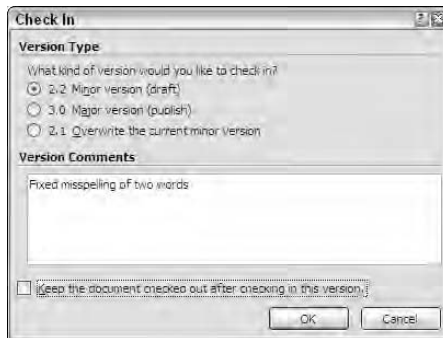 Check In
Version Type
What kind of version would you like to check in?
2.2 Minor version (draft)
3.0 Major version (publish)
2.1 Overwrite the current minor version
Version Comments
Fixed misspelling of two words
Keep the document checked out after checking in this version.
OK Cancel